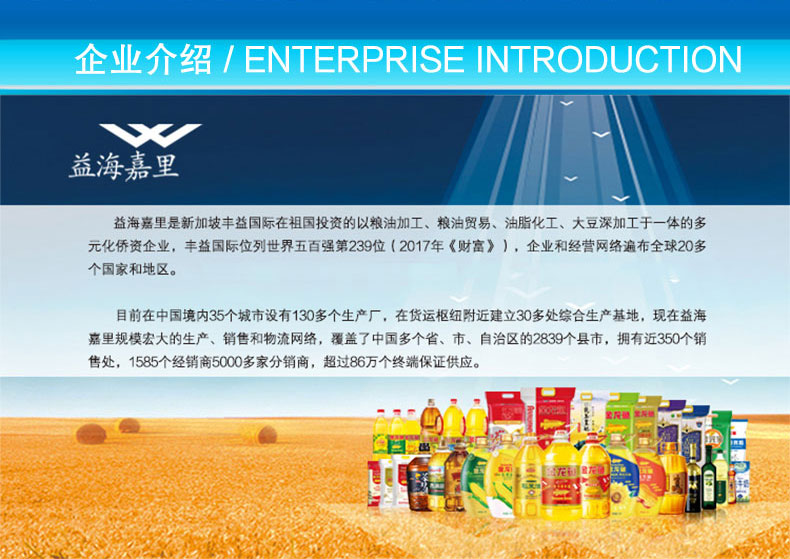 企业介绍 / ENTERPRISE INTRODUCTION
益海嘉里
益海嘉里是新加坡丰益国际在祖国投资的以粮油加工、粮油贸易、油脂化工、大豆深加工于一体的多
元化侨资企业，丰益国际位列世界五百强第239位（2017年《财富》），企业和经营网络遍布全球20多
个国家和地区。
目前在中国境内35个城市设有130多个生产厂，在货运枢纽附近建立30多处综合生产基地，现在益海
嘉里规模宏大的生产、销售和物流网络，覆盖了中国多个省、市、自治区的2839个县市，拥有近350个销
售处，1585个经销商5000多家分销商，超过86万个终端保证供应。
金龙鱼
金龙鱼